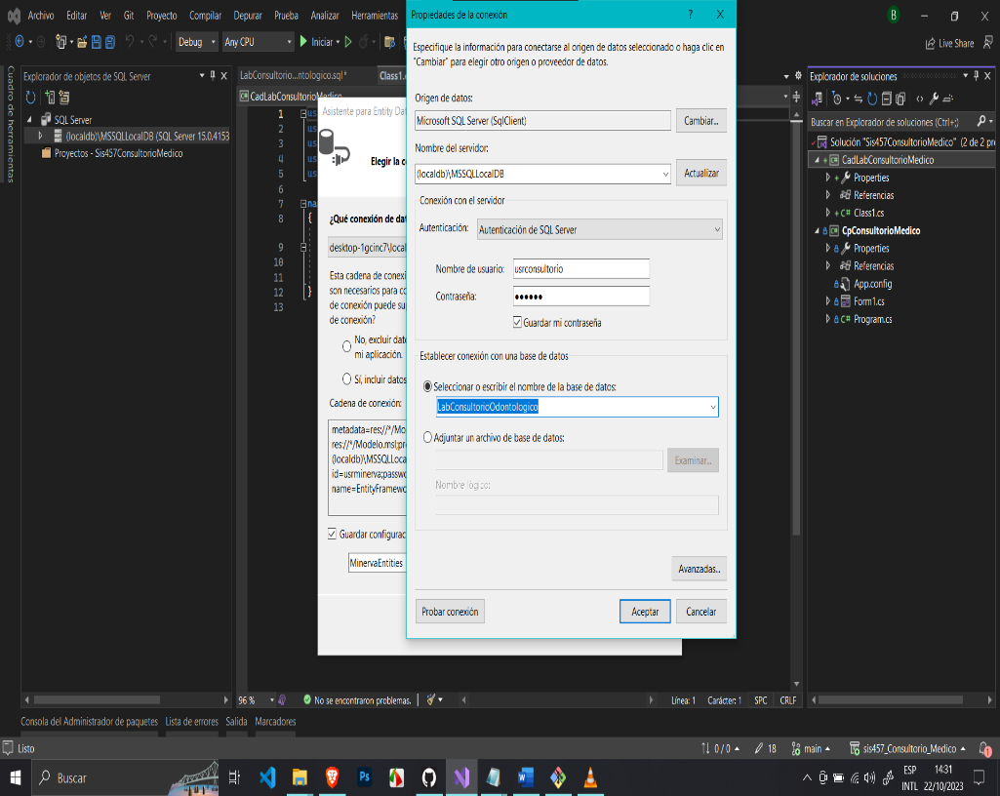 Archivo Editar Ver Git Proyecto Compilar Depurar Prueba Analizar Herramientas
B
Debug Any CPU Iniciar
Live Share
Cuadro de herramientas
Explorador de objetos de SQL Server
SQL Server
(localdb)\MSSQLLocalDB (SQL Server 15.0.4153
Proyectos - Sis457ConsultorioMedico
LabConsultorio...ntologico.sql* Class1.
CadLabConsultorioMedico
1
2
3
4
5
6
7
8
9
10
11
12
13
us
us
us
us
us
na
{
}
Asistente para Entity Da
Elegir la c
¿Qué conexión de dat
desktop-1gcinc7\local
Esta cadena de conexi
son necesarios para co
de conexión puede su
de conexión?
No, excluir dat
mi aplicación.
Sí, incluir datos
Cadena de conexión:
metadata=res://*/Mo
res://*/Modelo.msl;pr
(localdb)\MSSQLLoca
id=usrminerva;passwo
name=EntityFramewo
Guardar configurac
MinervaEntities
Propiedades de la conexión ? X
Especifique la información para conectarse al origen de datos seleccionado o haga clic en
"Cambiar" para elegir otro origen o proveedor de datos.
Origen de datos:
Microsoft SQL Server (SqlClient) Cambiar...
Nombre del servidor:
(localdb)\MSSQLLocalDB Actualizar
Conexión con el servidor
Autenticación: Autenticación de SQL Server
Nombre de usuario: usrconsultorio
Contraseña: ●●●●●●
Guardar mi contraseña
Establecer conexión con una base de datos
Seleccionar o escribir el nombre de la base de datos:
LabConsultorioOdontologico
Adjuntar un archivo de base de datos:
Examinar...
Nombre lógico:
Avanzadas...
Probar conexión Aceptar Cancelar
Explorador de soluciones
Buscar en Explorador de soluciones (Ctrl+;)
Solución "Sis457ConsultorioMedico" (2 de 2 pr
CadLabConsultorioMedico
Properties
Referencias
Class1.cs
CpConsultorioMedico
Properties
Referencias
App.config
Form1.cs
Program.cs
96 % No se encontraron problemas. Línea: 1 Carácter: 1 SPC CRLF
Consola del Administrador de paquetes Lista de errores Salida Marcadores
Listo 0 / 0 18 main sis457_Consultorio_Medico 1
Buscar
Ps
ESP
INTL
14:31
22/10/2023